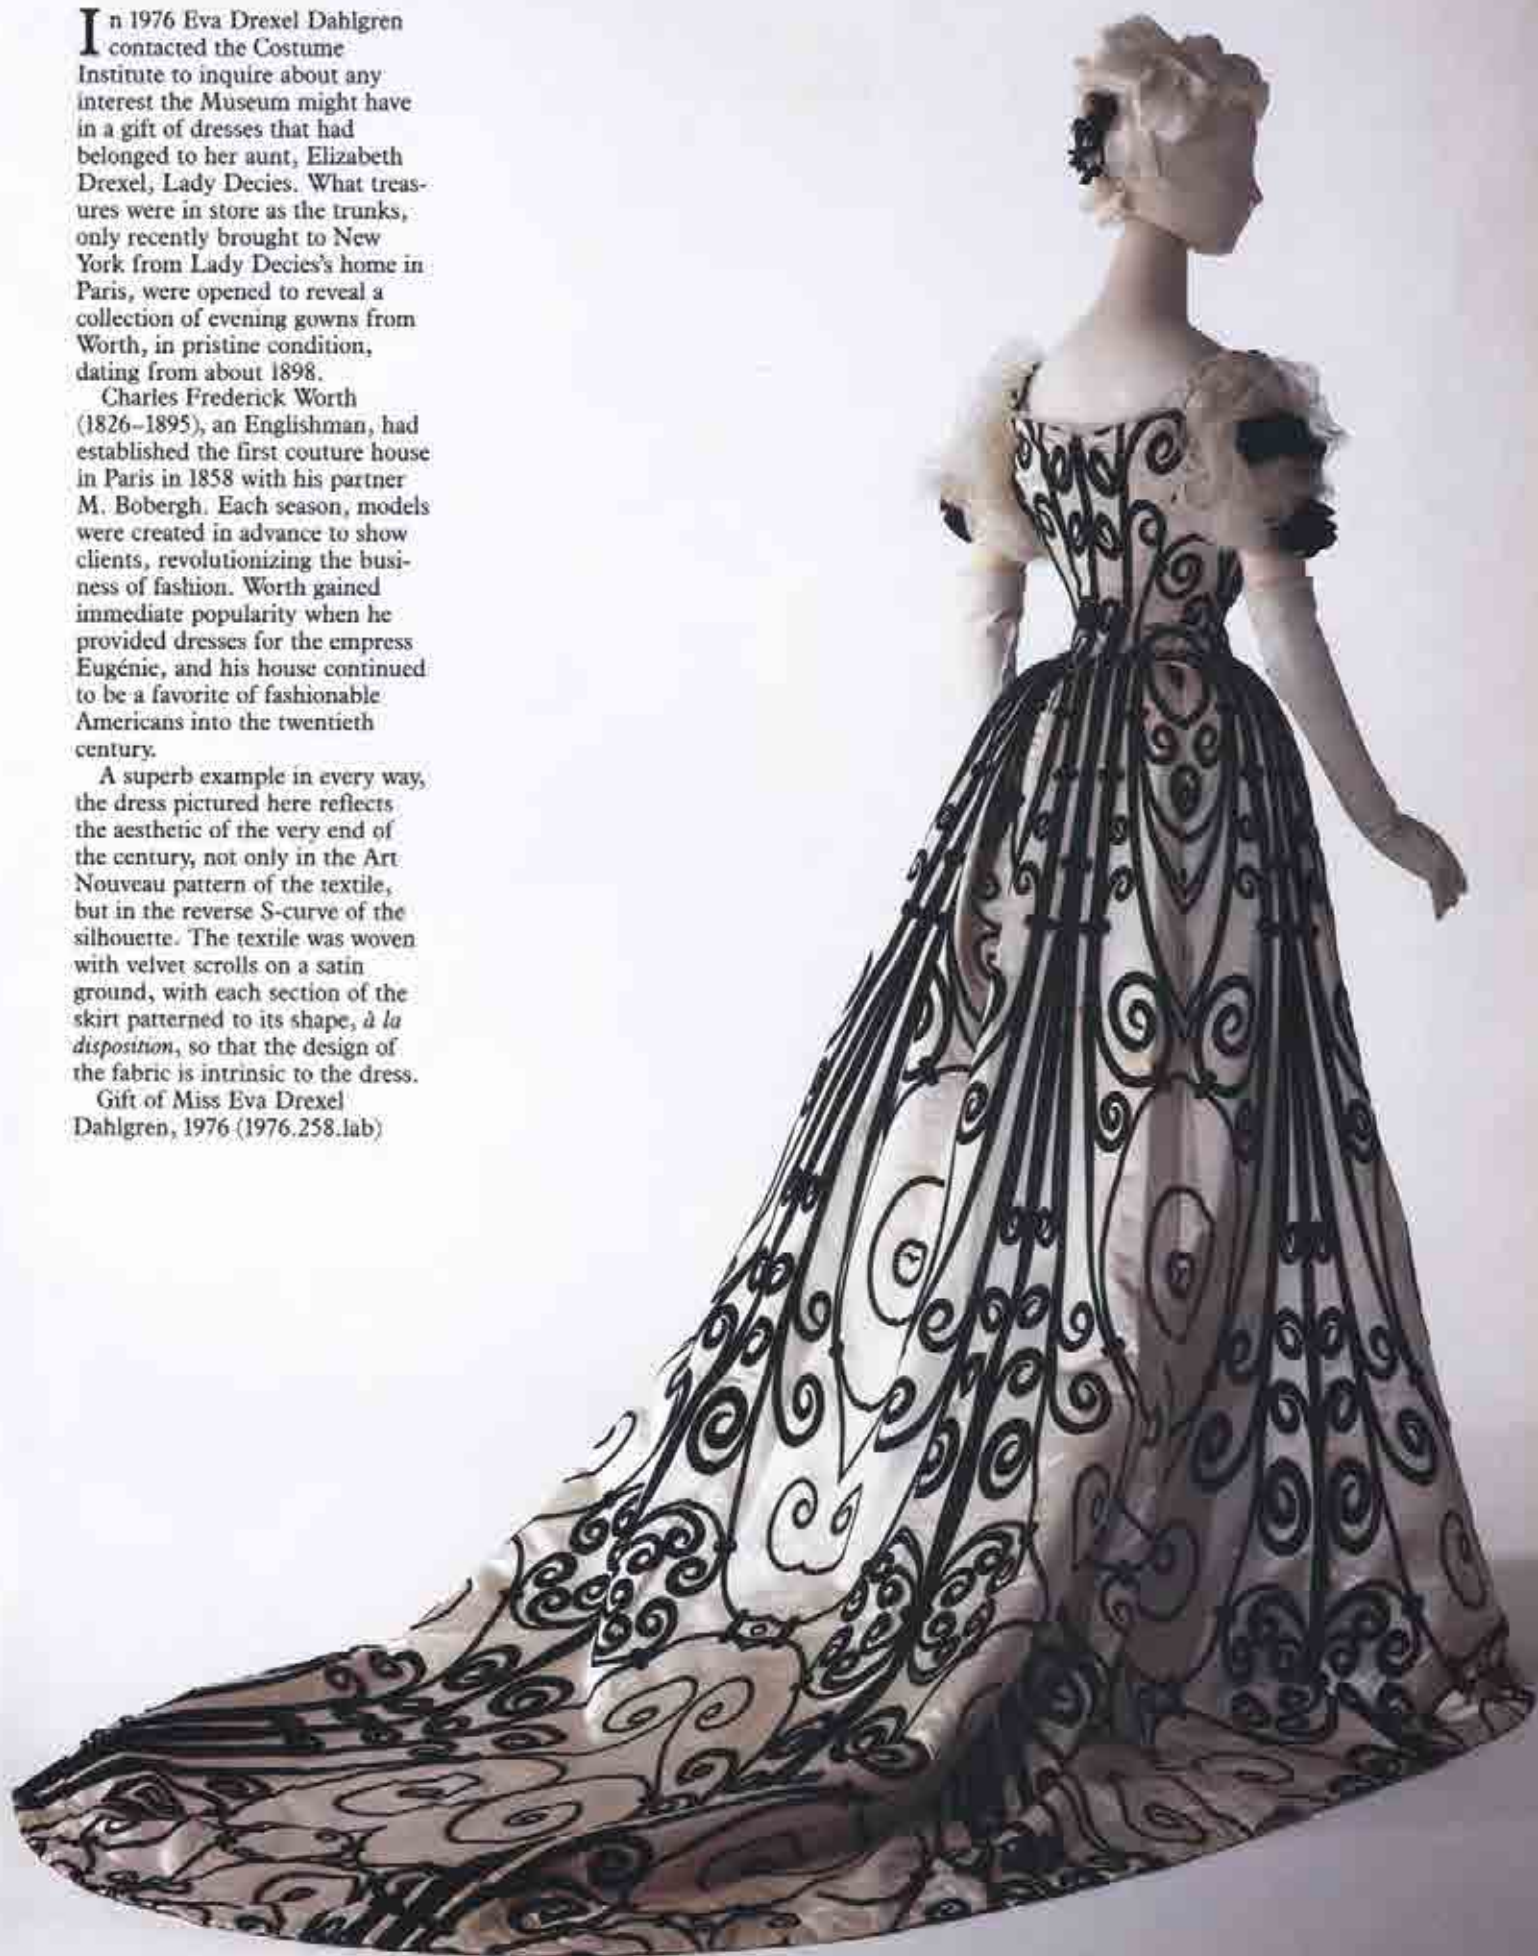 In 1976 Eva Drexel Dahlgren
contacted the Costume
Institute to inquire about any
interest the Museum might have
in a gift of dresses that had
belonged to her aunt, Elizabeth
Drexel, Lady Decies. What treas-
ures were in store as the trunks,
only recently brought to New
York from Lady Decies's home in
Paris, were opened to reveal a
collection of evening gowns from
Worth, in pristine condition,
dating from about 1898.
Charles Frederick Worth
(1826–1895), an Englishman, had
established the first couture house
in Paris in 1858 with his partner
M. Bobergh. Each season, models
were created in advance to show
clients, revolutionizing the busi-
ness of fashion. Worth gained
immediate popularity when he
provided dresses for the empress
Eugénie, and his house continued
to be a favorite of fashionable
Americans into the twentieth
century.
A superb example in every way,
the dress pictured here reflects
the aesthetic of the very end of
the century, not only in the Art
Nouveau pattern of the textile,
but in the reverse S-curve of the
silhouette. The textile was woven
with velvet scrolls on a satin
ground, with each section of the
skirt patterned to its shape, à la
disposition, so that the design of
the fabric is intrinsic to the dress.
Gift of Miss Eva Drexel
Dahlgren, 1976 (1976.258.1ab)